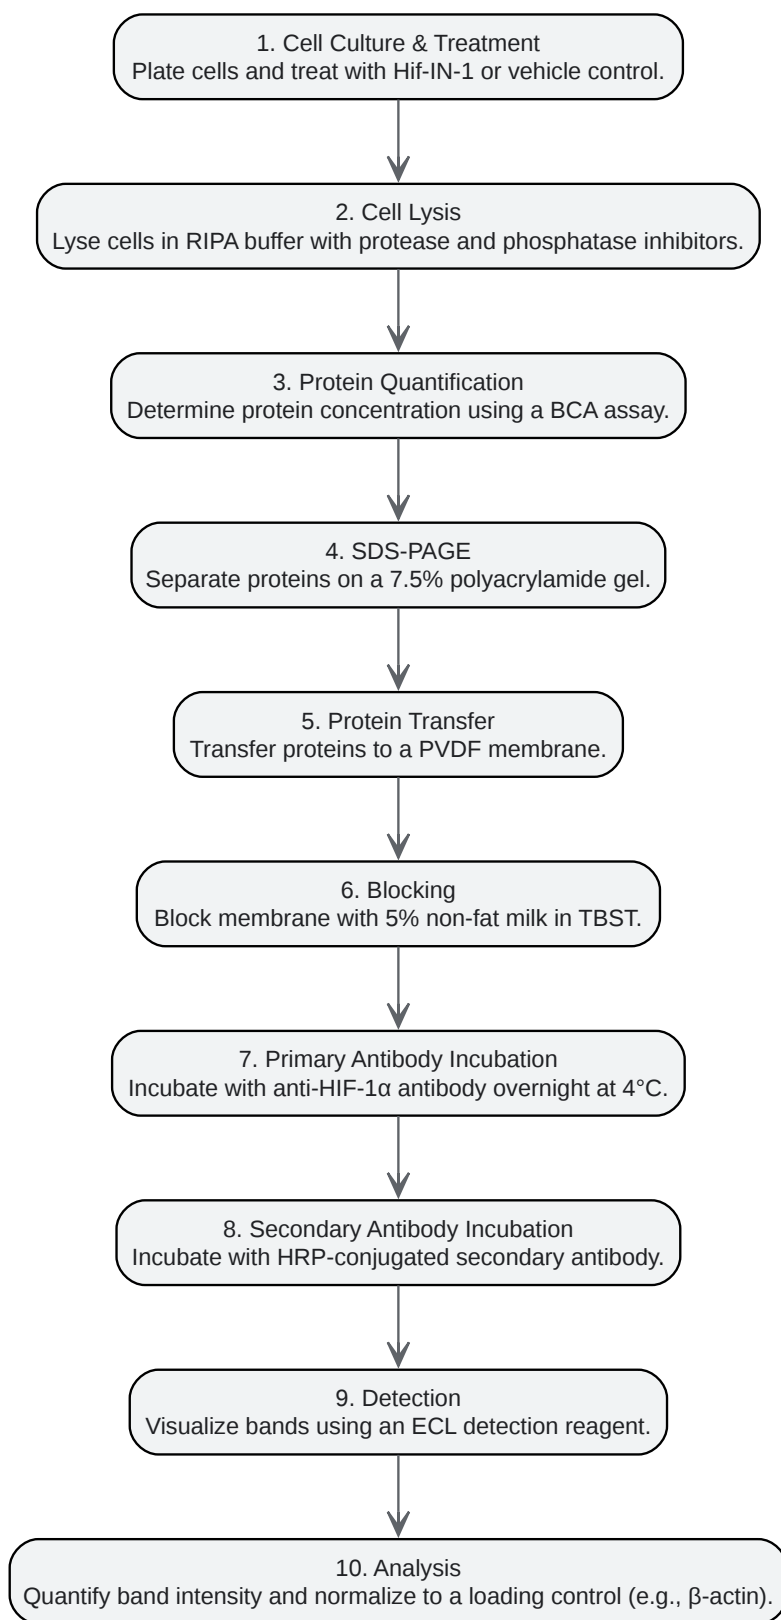 1. Cell Culture & Treatment
Plate cells and treat with Hif-IN-1 or vehicle control.
2. Cell Lysis
Lyse cells in RIPA buffer with protease and phosphatase inhibitors.
3. Protein Quantification
Determine protein concentration using a BCA assay.
4. SDS-PAGE
Separate proteins on a 7.5% polyacrylamide gel.
5. Protein Transfer
Transfer proteins to a PVDF membrane.
6. Blocking
Block membrane with 5% non-fat milk in TBST.
7. Primary Antibody Incubation
Incubate with anti-HIF-1α antibody overnight at 4°C.
8. Secondary Antibody Incubation
Incubate with HRP-conjugated secondary antibody.
9. Detection
Visualize bands using an ECL detection reagent.
10. Analysis
Quantify band intensity and normalize to a loading control (e.g., β-actin).